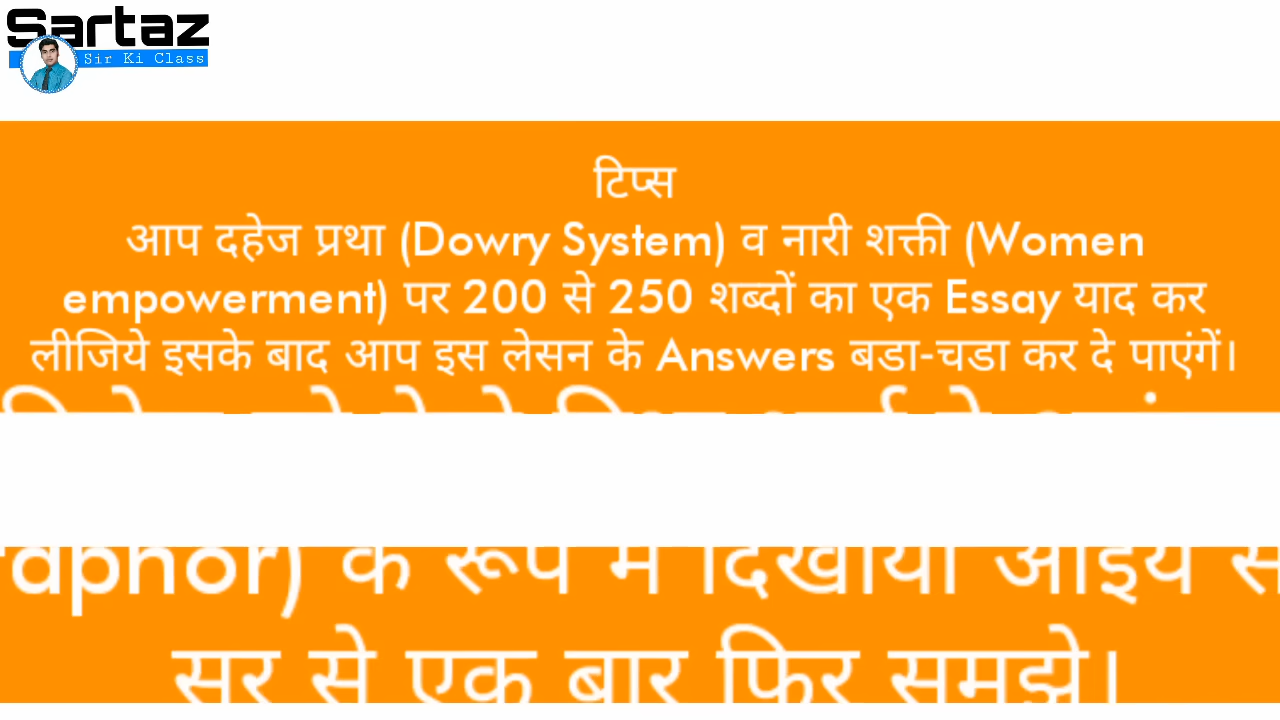 Sartaz
Sir Ki Class
टिप्स
आप दहेज प्रथा (Dowry System) व नारी शक्ती (Women
empowerment) पर 200 से 250 शब्दों का एक Essay याद कर
लीजिये इसके बाद आप इस लेसन के Answers बडा-चडा कर दे पाएंगें।
के रूप में दिखाया आइये
सर से एक बार फिर समझे।